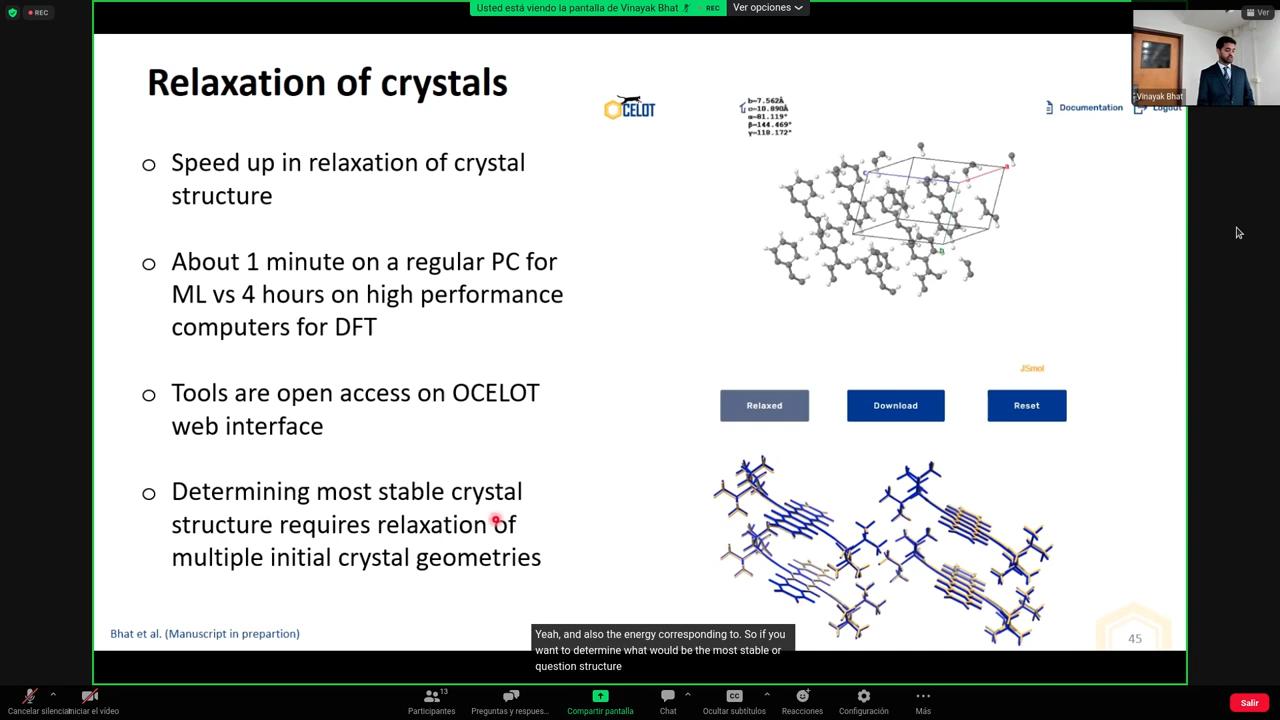 Usted está viendo la pantalla de Vinayak Bhat
REC
Ver opciones
REC
Ver
Vinayak Bhat
Relaxation of crystals
OCELOT
b=7.562Å
c=10.890Å
α=81.119°
β=144.469°
γ=118.172°
Documentation
Logout
o Speed up in relaxation of crystal
structure
o About 1 minute on a regular PC for
ML vs 4 hours on high performance
computers for DFT
o Tools are open access on OCELOT
web interface
o Determining most stable crystal
structure requires relaxation of
multiple initial crystal geometries
a
b
JSmol
Relaxed
Download
Reset
Bhat et al. (Manuscript in prepartion)
45
Yeah, and also the energy corresponding to. So if you
want to determine what would be the most stable or
question structure
Cancelar silenciar
Iniciar el vídeo
Participantes
13
Preguntas y respues...
Compartir pantalla
Chat
Ocultar subtítulos
Reacciones
Configuración
Más
Salir